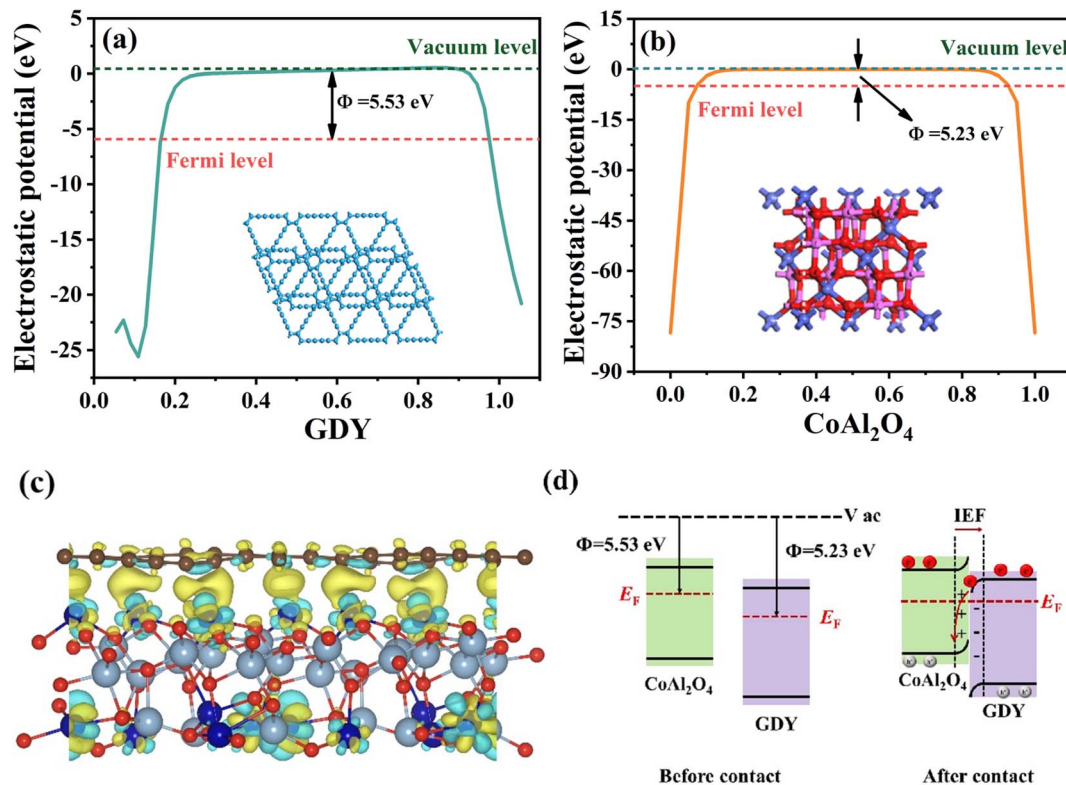 (a)
Electrostatic potential (eV)
5
0
-5
-10
-15
-20
-25
Vacuum level
Φ =5.53 eV
Fermi level
0.0 0.2 0.4 0.6 0.8 1.0
GDY
(b)
Electrostatic potential (eV)
15
0
-15
-30
-45
-60
-75
-90
Vacuum level
Fermi level
Φ =5.23 eV
0.0 0.2 0.4 0.6 0.8 1.0
CoAl2O4
(c)
(d)
V ac
Φ=5.53 eV
Φ=5.23 eV
EF
EF
CoAl2O4
GDY
Before contact
IEF
e-
e-
e-
e-
e-
+
+
+
-
-
-
EF
h+
h+
h+
h+
CoAl2O4
GDY
After contact